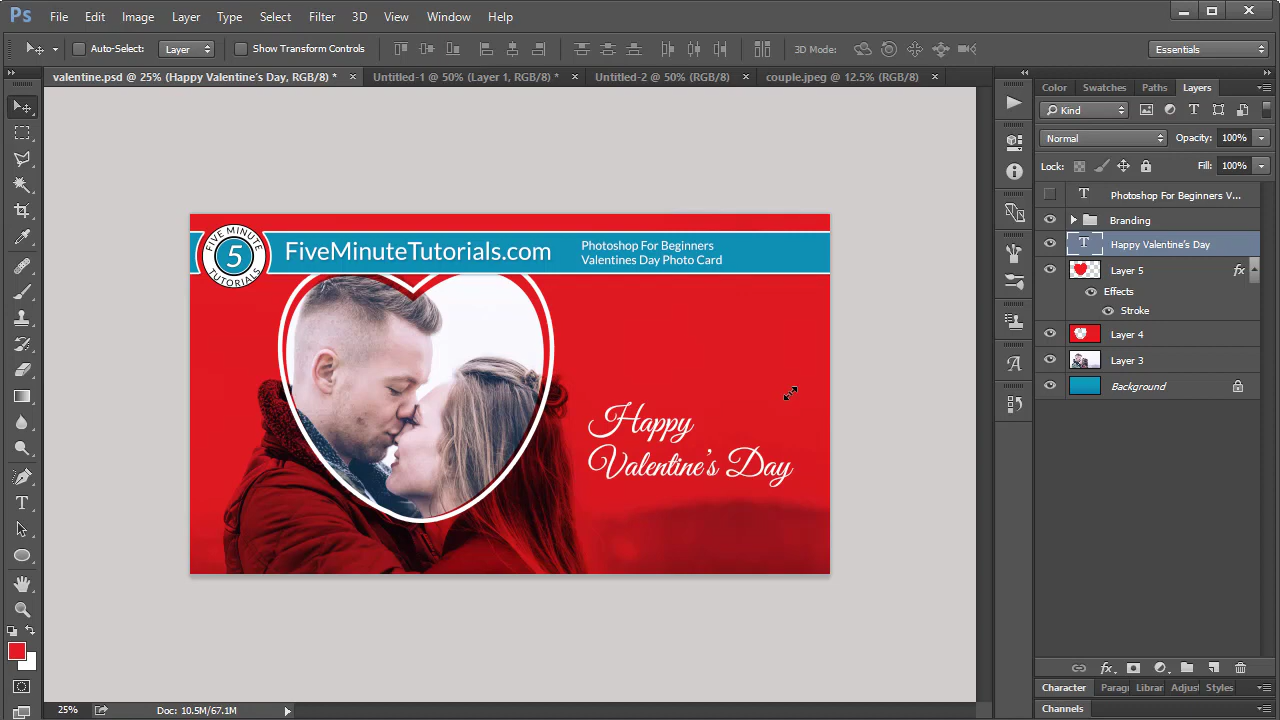 Ps File Edit Image Layer Type Select Filter 3D View Window Help
Auto-Select: Layer Show Transform Controls 3D Mode: Essentials
valentine.psd @ 25% (Happy Valentine's Day, RGB/8) * Untitled-1 @ 50% (Layer 1, RGB/8) * Untitled-2 @ 50% (RGB/8) couple.jpeg @ 12.5% (RGB/8)
Color Swatches Paths Layers
Kind
Normal Opacity: 100%
Lock: Fill: 100%
Photoshop For Beginners V...
Branding
Happy Valentine's Day
Layer 5 fx
Effects
Stroke
Layer 4
Layer 3
Background
FIVE MINUTE
5
TUTORIALS
FiveMinuteTutorials.com
Photoshop For Beginners
Valentines Day Photo Card
Happy
Valentine's Day
Character Paragr Librar Adjust Styles
Channels
25% Doc: 10.5M/67.1M